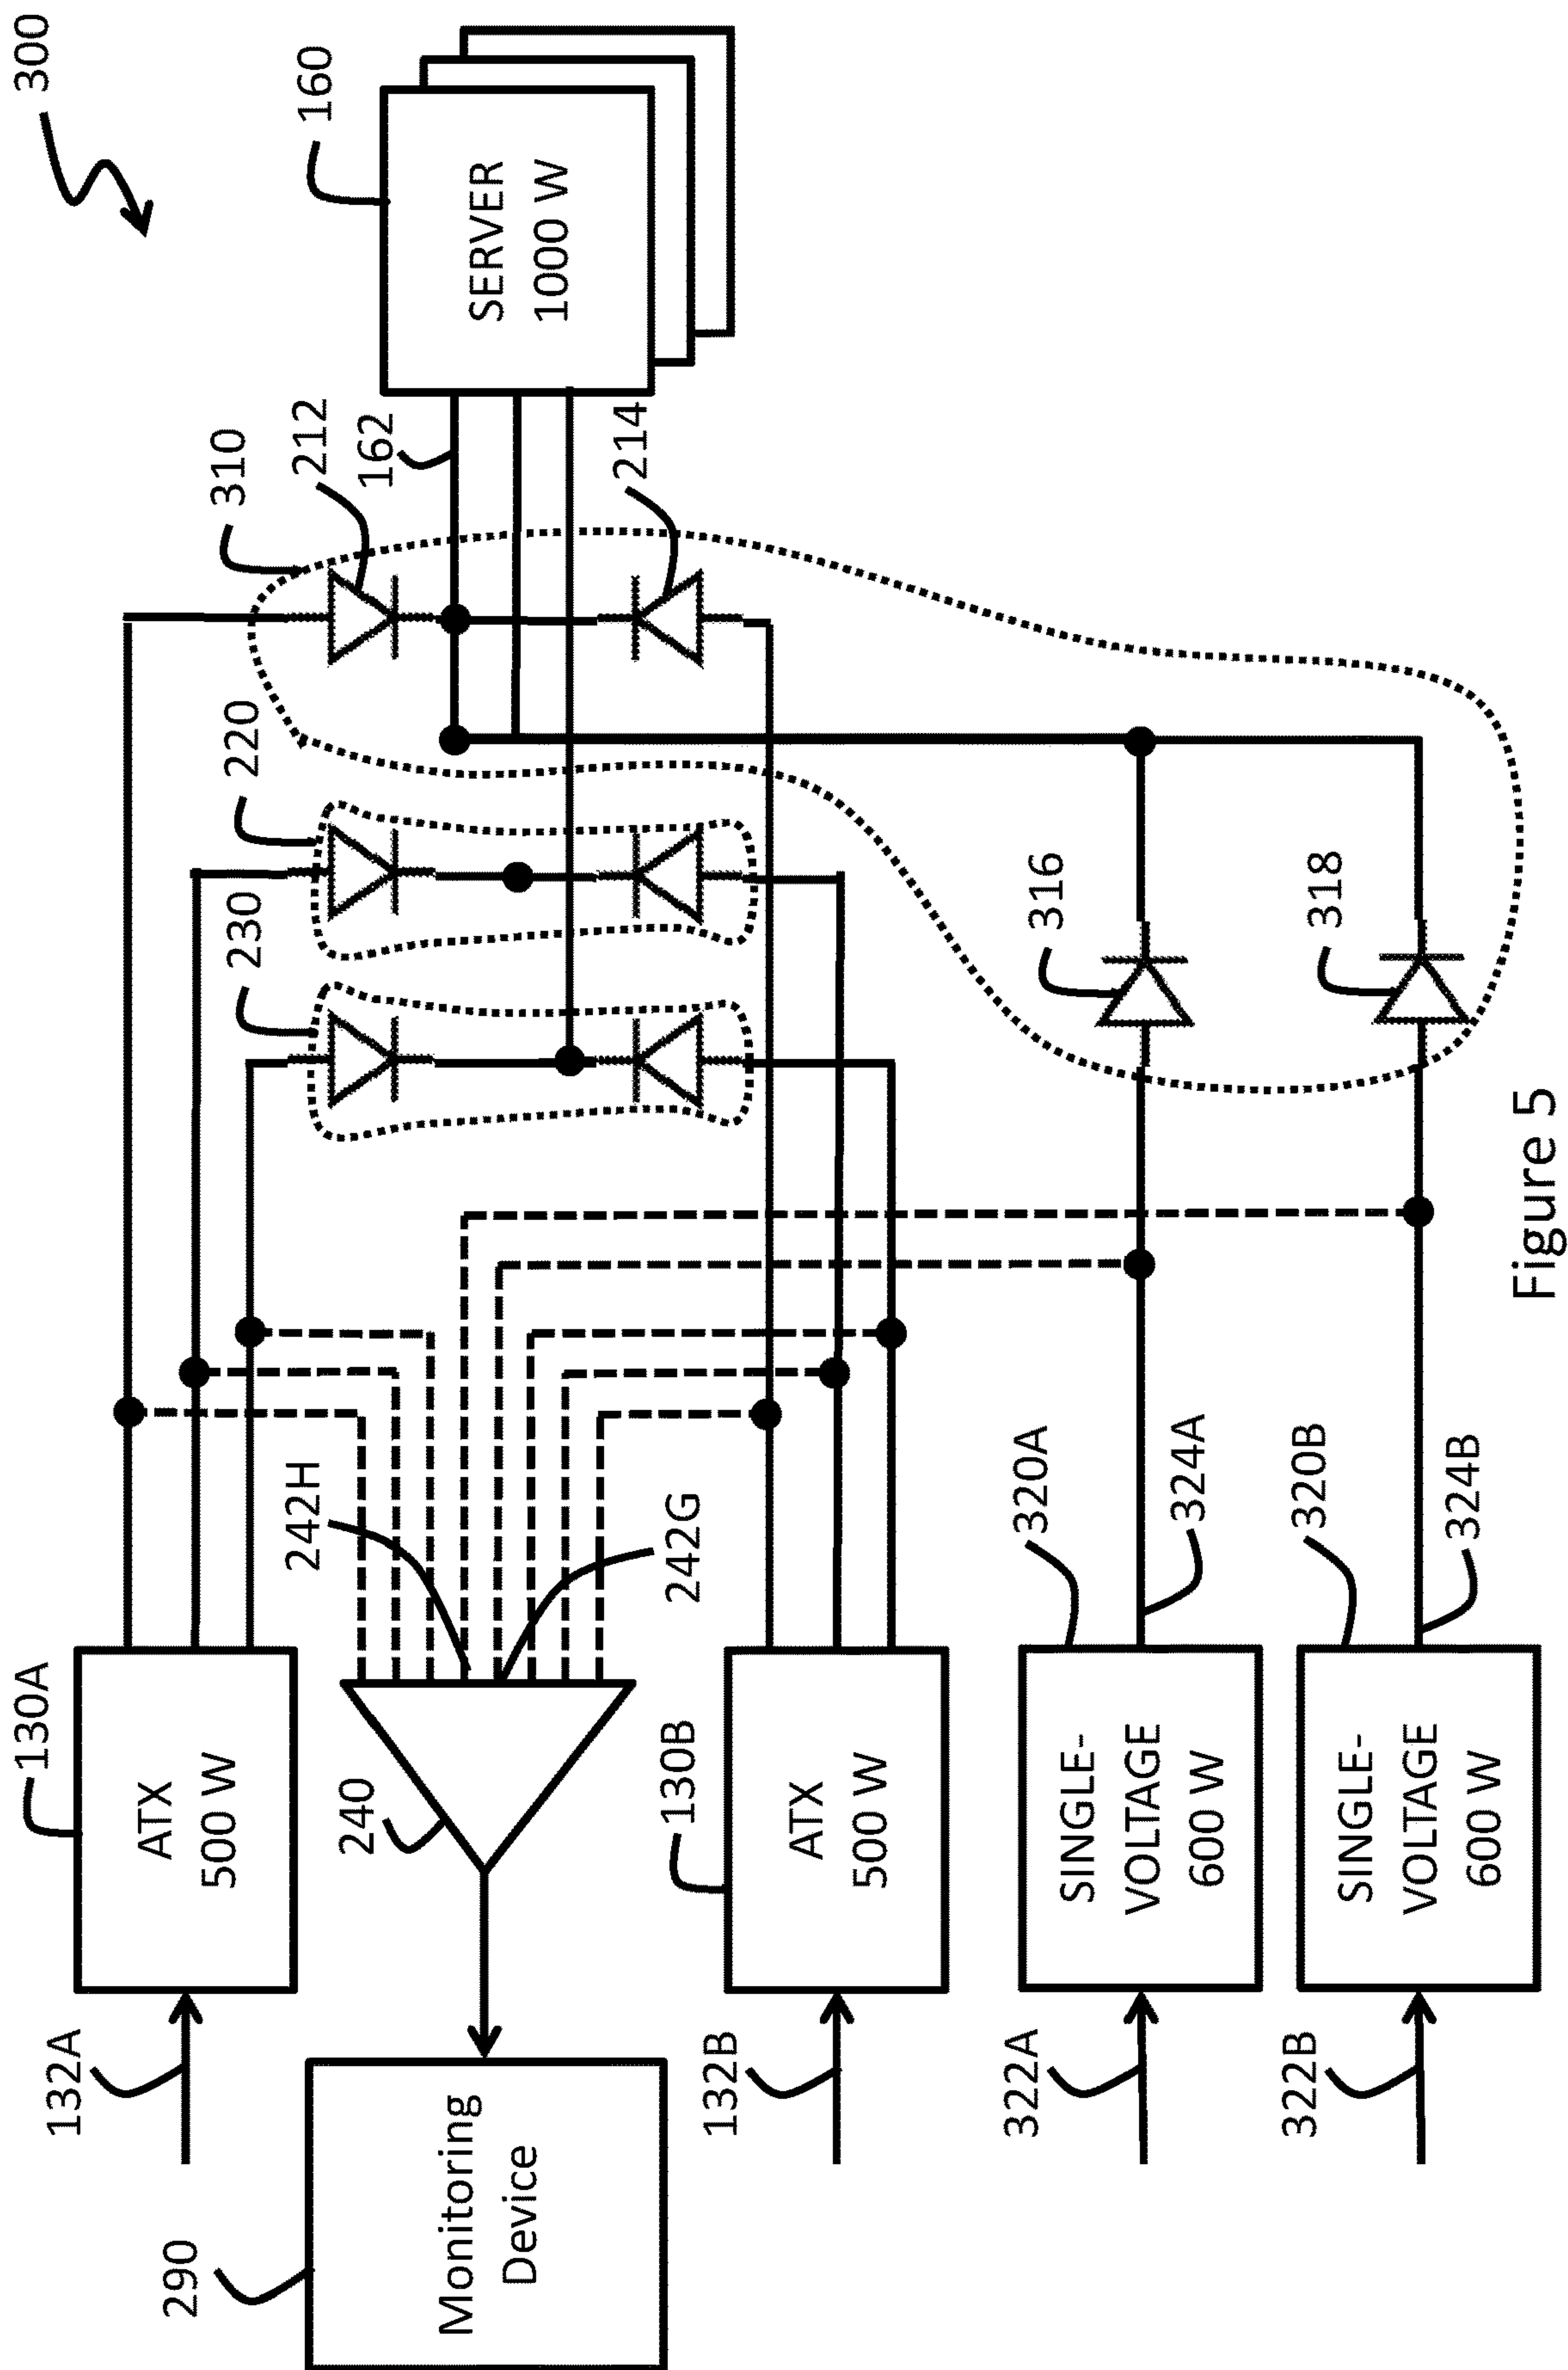 300
160
SERVER
1000 W
310
212
162
214
220
230
316
318
242H
242G
130A
ATX
500 W
132A
240
290
Monitoring
Device
130B
ATX
500 W
132B
320A
324A
SINGLE-
VOLTAGE
600 W
322A
320B
324B
SINGLE-
VOLTAGE
600 W
322B
Figure 5